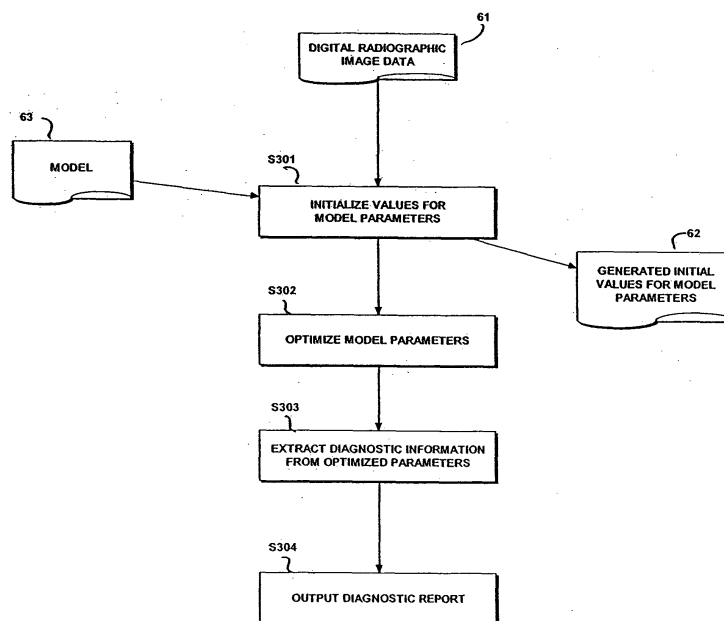 61
DIGITAL RADIOGRAPHIC
IMAGE DATA
63
MODEL
S301
INITIALIZE VALUES FOR
MODEL PARAMETERS
62
GENERATED INITIAL
VALUES FOR MODEL
PARAMETERS
S302
OPTIMIZE MODEL PARAMETERS
S303
EXTRACT DIAGNOSTIC INFORMATION
FROM OPTIMIZED PARAMETERS
S304
OUTPUT DIAGNOSTIC REPORT